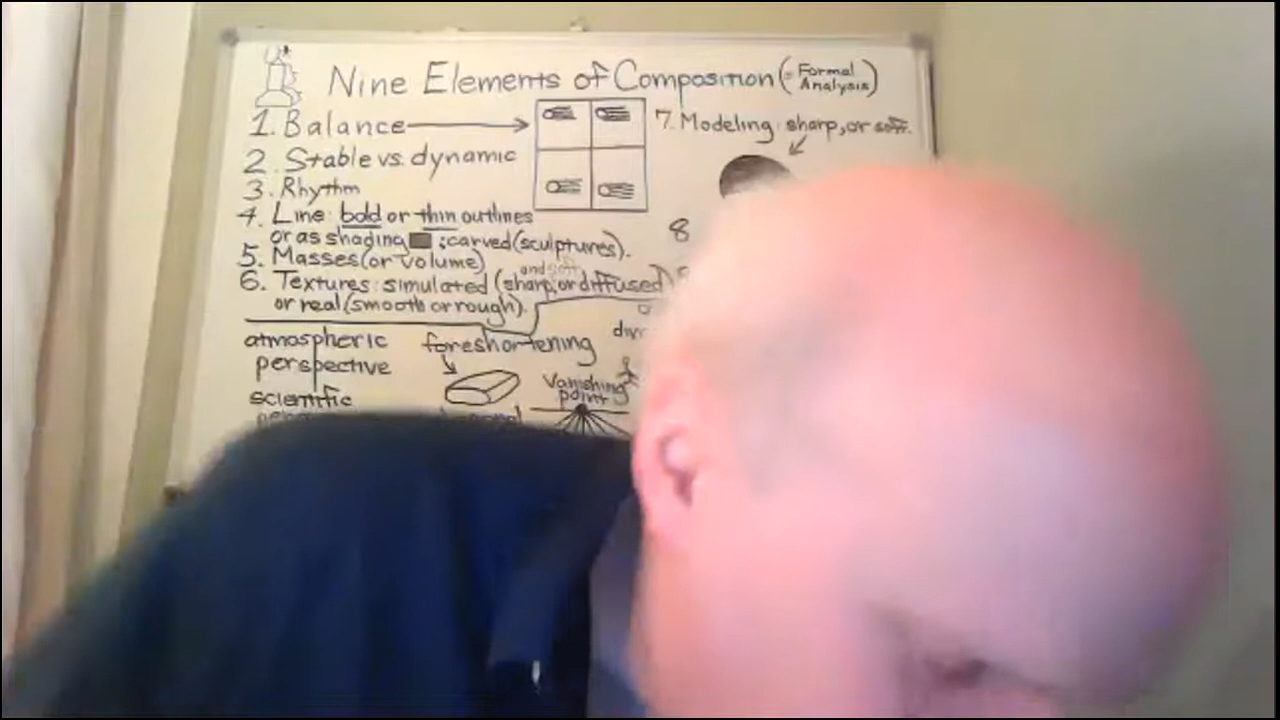 Nine Elements of Composition (= Formal Analysis)
1. Balance
2. Stable vs. dynamic
3. Rhythm
4. Line: bold or thin outlines
or as shading ; carved (sculptures).
5. Masses (or volume)
and soft
6. Textures: simulated (sharp, or diffused)
or real (smooth or rough).
7. Modeling: sharp, or soft.
8
atmospheric
perspective
scientific
foreshortening
Vanishing
point